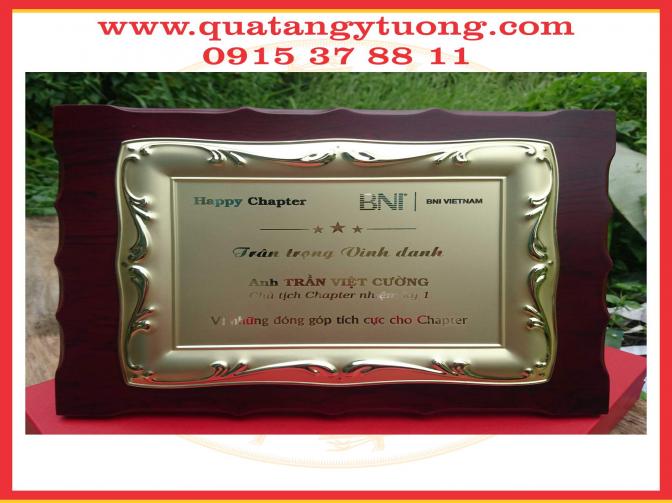 www.quatangytuong.com
0915 37 88 11
Happy Chapter
BNI | BNI VIETNAM
Trân trọng Vinh danh
Anh TRẦN VIỆT CƯỜNG
Chủ tịch Chapter nhiệm kỳ 1
Vì những đóng góp tích cực cho Chapter